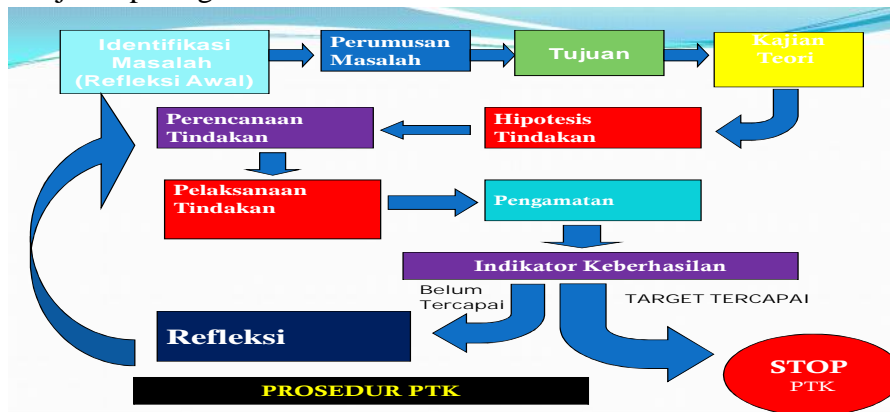 Identifikasi
Masalah
(Refleksi Awal)
Perumusan
Masalah
Tujuan
Kajian
Teori
Perencanaan
Tindakan
Hipotesis
Tindakan
Pelaksanaan
Tindakan
Pengamatan
Indikator Keberhasilan
Belum
Tercapai
TARGET TERCAPAI
Refleksi
STOP
PTK
PROSEDUR PTK